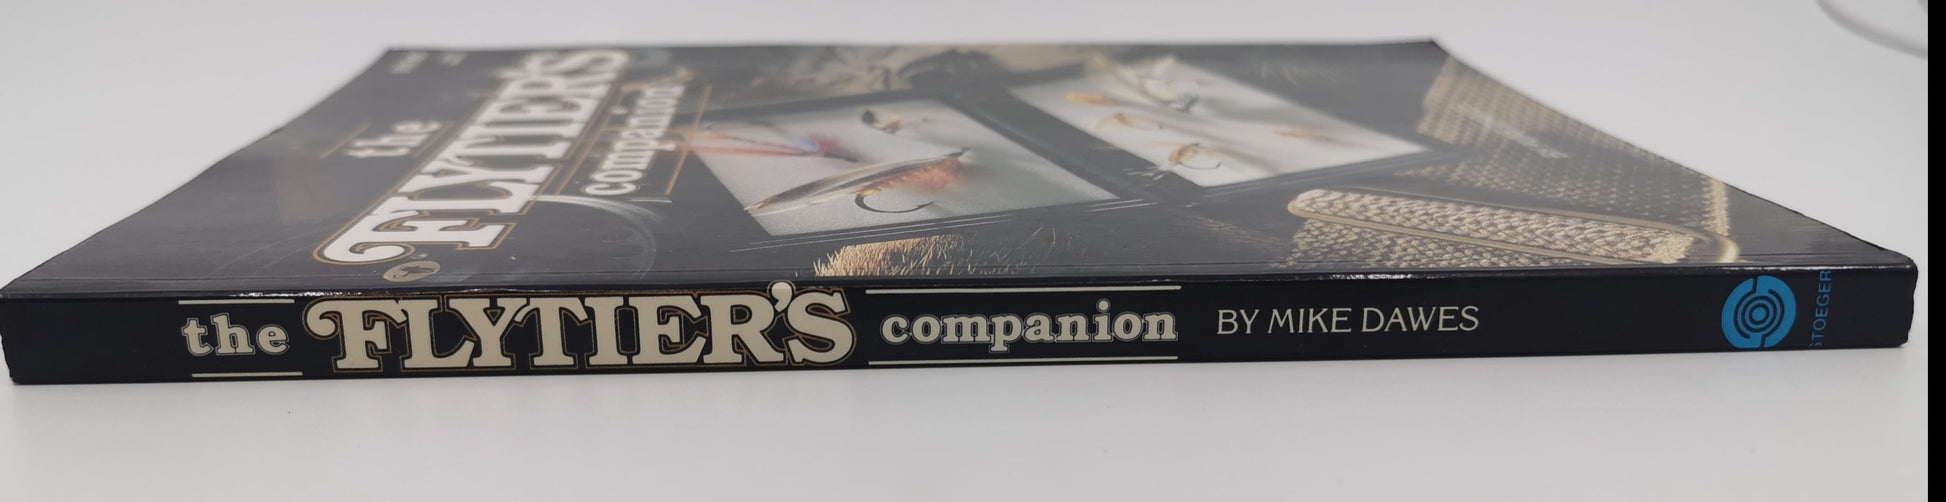 the
FLYTIER'S
companion
the FLYTIER'S companion BY MIKE DAWES STOEGER